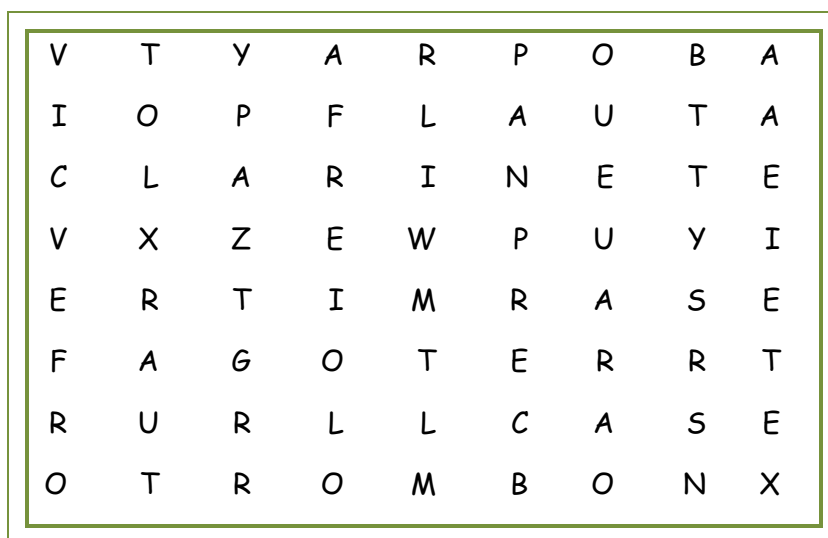 V T Y A R P O B A
I O P F L A U T A
C L A R I N E T E
V X Z E W P U Y I
E R T I M R A S E
F A G O T E R R T
R U R L L C A S E
O T R O M B O N X